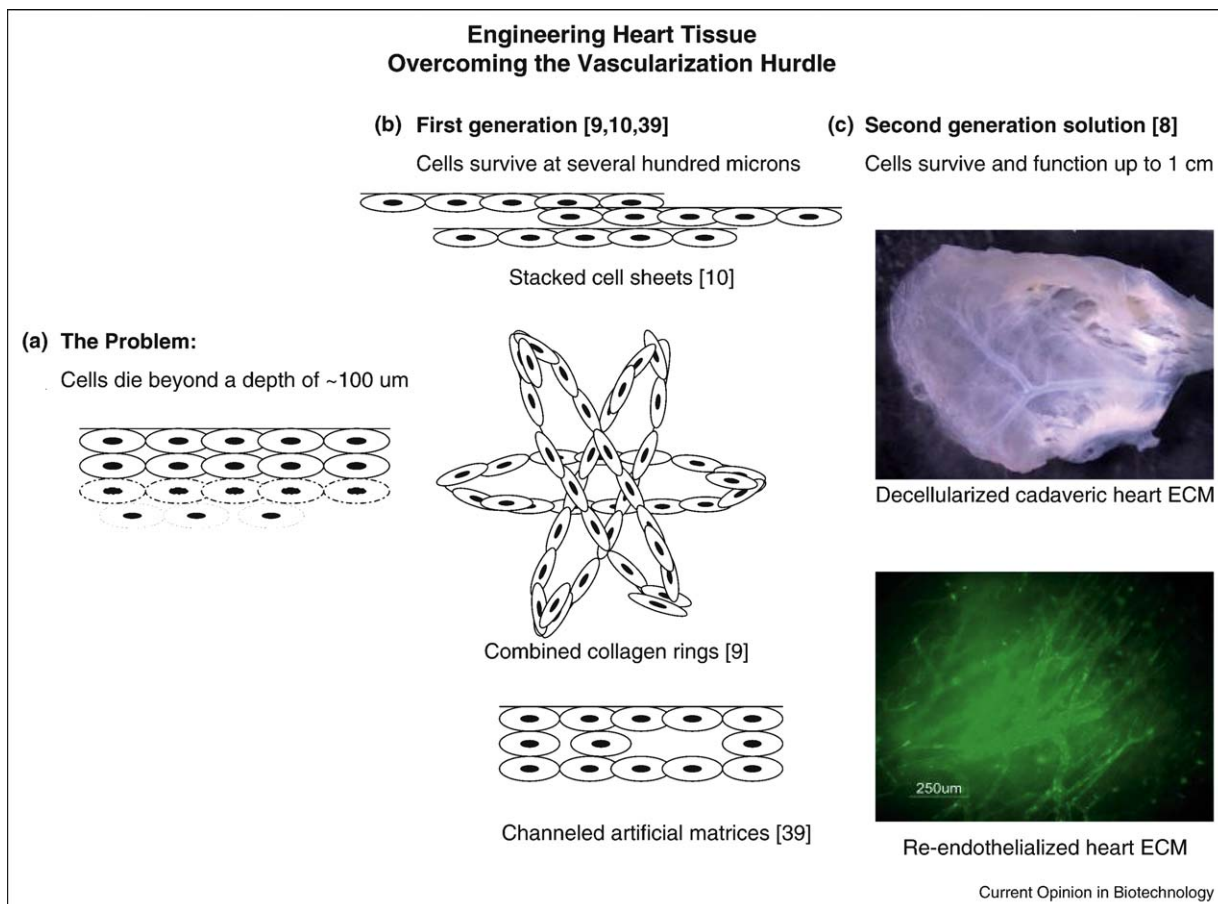 Engineering Heart Tissue
Overcoming the Vascularization Hurdle
(a) The Problem:
Cells die beyond a depth of ~100 um
(b) First generation [9,10,39]
Cells survive at several hundred microns
Stacked cell sheets [10]
Combined collagen rings [9]
Channeled artificial matrices [39]
(c) Second generation solution [8]
Cells survive and function up to 1 cm
Decellularized cadaveric heart ECM
250um
Re-endothelialized heart ECM
Current Opinion in Biotechnology